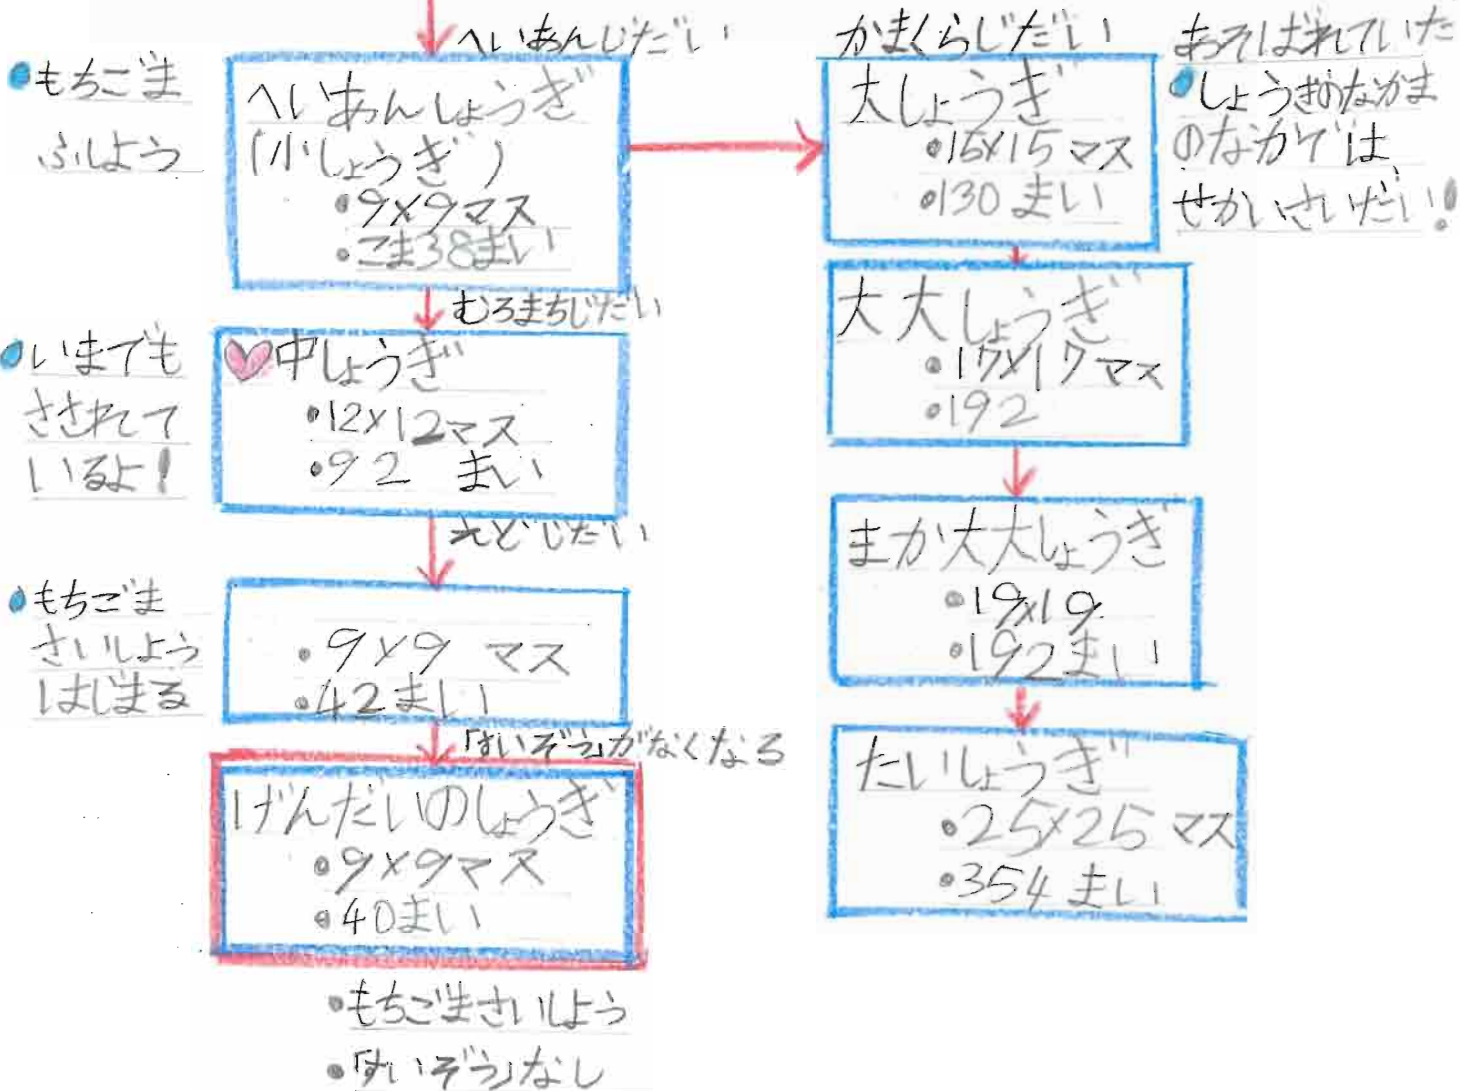 へいあんじだい
●もちごま
ふしよう
へいあんしょうぎ
(小しょうぎ)
•9×9マス
•こま38まい
むろまちじだい
●いまでも
さされて
いるよ!
中しょうぎ
•12×12マス
•92 まい
えどじだい
●もちごま
さいしよう
はじまる
•9×9 マス
•42まい
「すいぞう」がなくなる
げんだいのしょうぎ
•9×9マス
•40まい
•もちごまさいしよう
•「すいぞう」なし
かまくらじだい
大しょうぎ
•15×15 マス
•130 まい
あそばれていた
●しょうぎのなかま
のなかでは
せかいさいだい!
大大しょうぎ
•17×17マス
•192
まか大大しょうぎ
•19×19
•192まい
たいしょうぎ
•25×25 マス
•354 まい